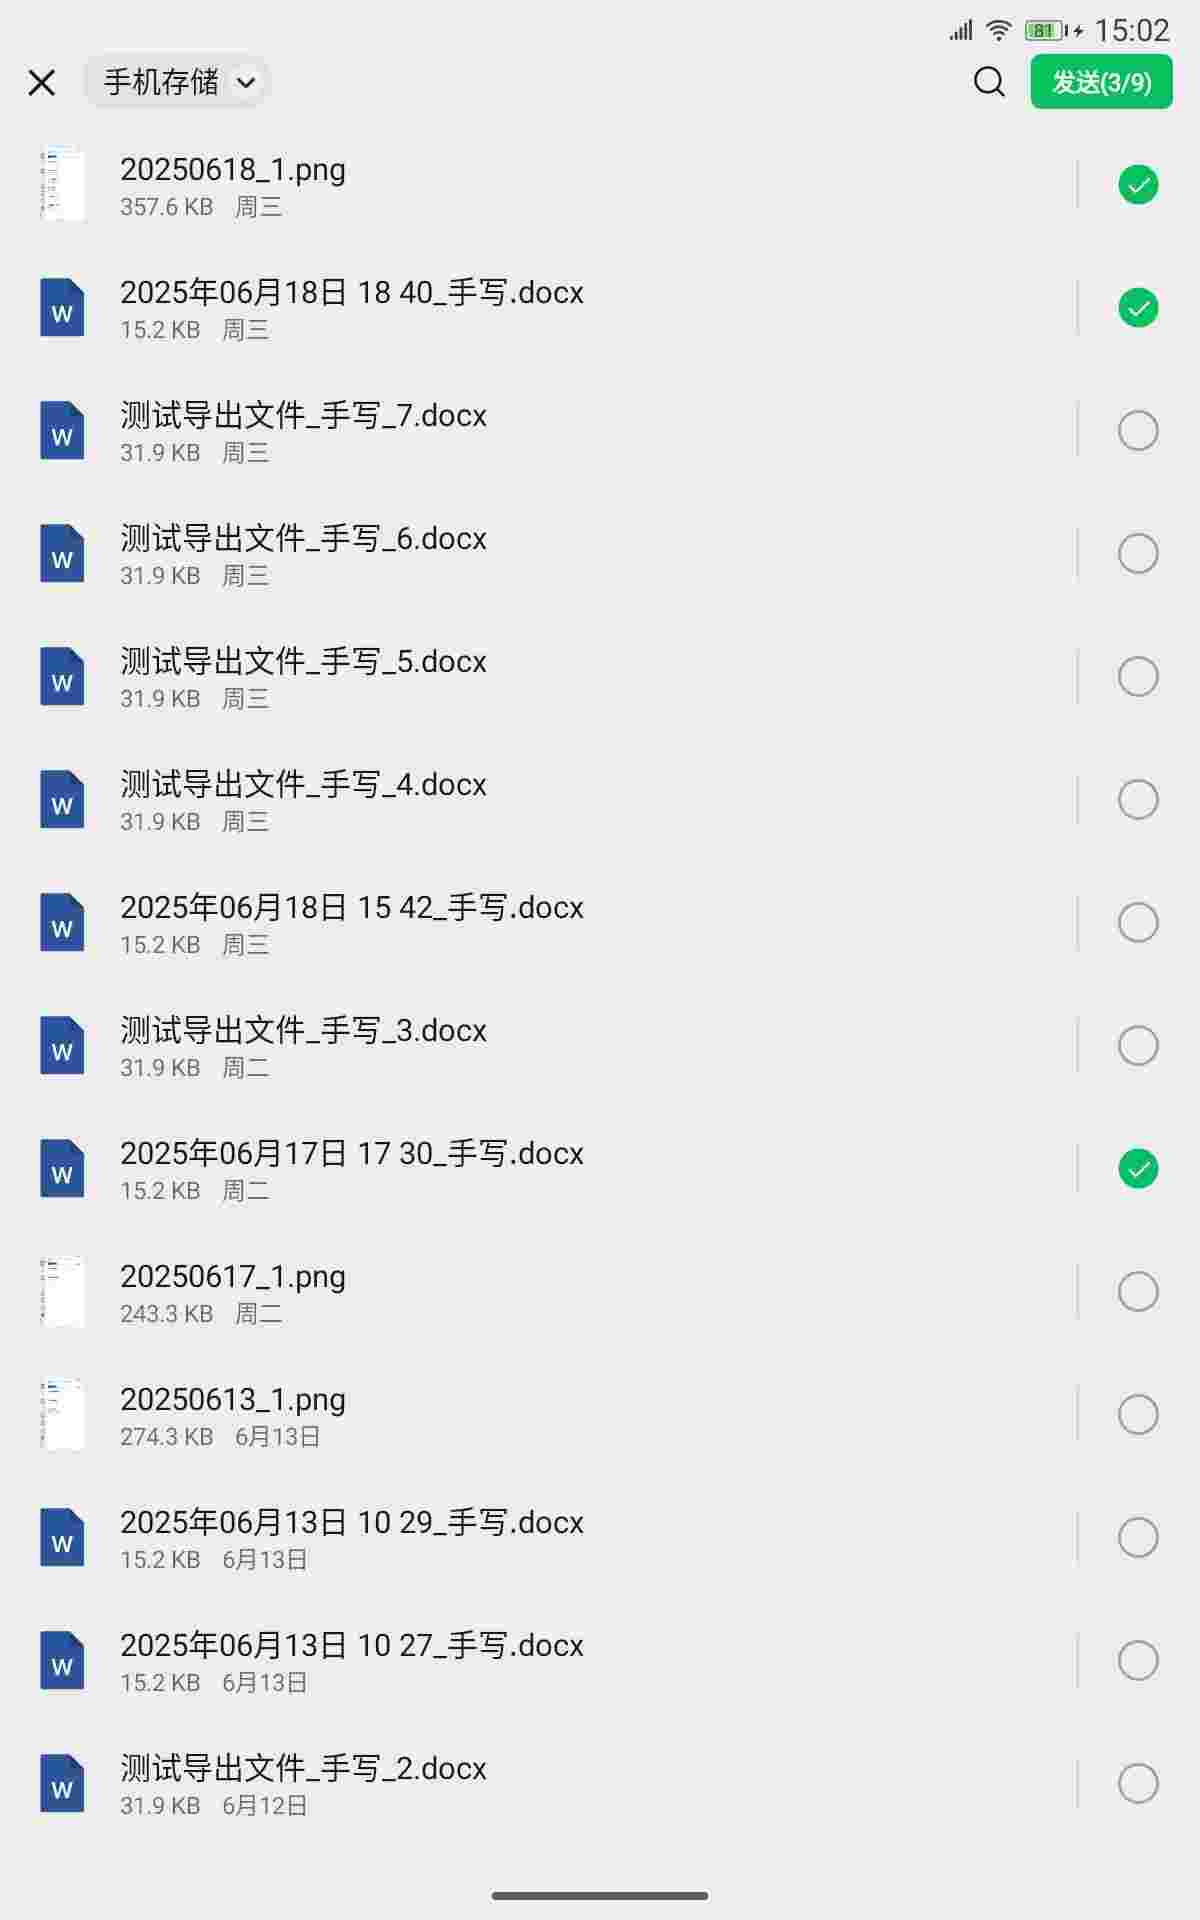 81 15:02
手机存储 发送(3/9)
20250618_1.png
357.6 KB 周三
W 2025年06月18日 18 40_手写.docx
15.2 KB 周三
W 测试导出文件_手写_7.docx
31.9 KB 周三
W 测试导出文件_手写_6.docx
31.9 KB 周三
W 测试导出文件_手写_5.docx
31.9 KB 周三
W 测试导出文件_手写_4.docx
31.9 KB 周三
W 2025年06月18日 15 42_手写.docx
15.2 KB 周三
W 测试导出文件_手写_3.docx
31.9 KB 周二
W 2025年06月17日 17 30_手写.docx
15.2 KB 周二
20250617_1.png
243.3 KB 周二
20250613_1.png
274.3 KB 6月13日
W 2025年06月13日 10 29_手写.docx
15.2 KB 6月13日
W 2025年06月13日 10 27_手写.docx
15.2 KB 6月13日
W 测试导出文件_手写_2.docx
31.9 KB 6月12日